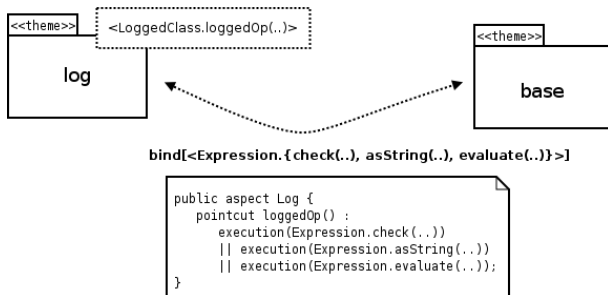 <<theme>>
<LoggedClass.loggedOp(..)>
log
<<theme>>
base
bind[<Expression.{check(..), asString(..), evaluate(..)}>]
public aspect Log {
pointcut loggedOp() :
execution(Expression.check(..))
|| execution(Expression.asString(..))
|| execution(Expression.evaluate(..));
}